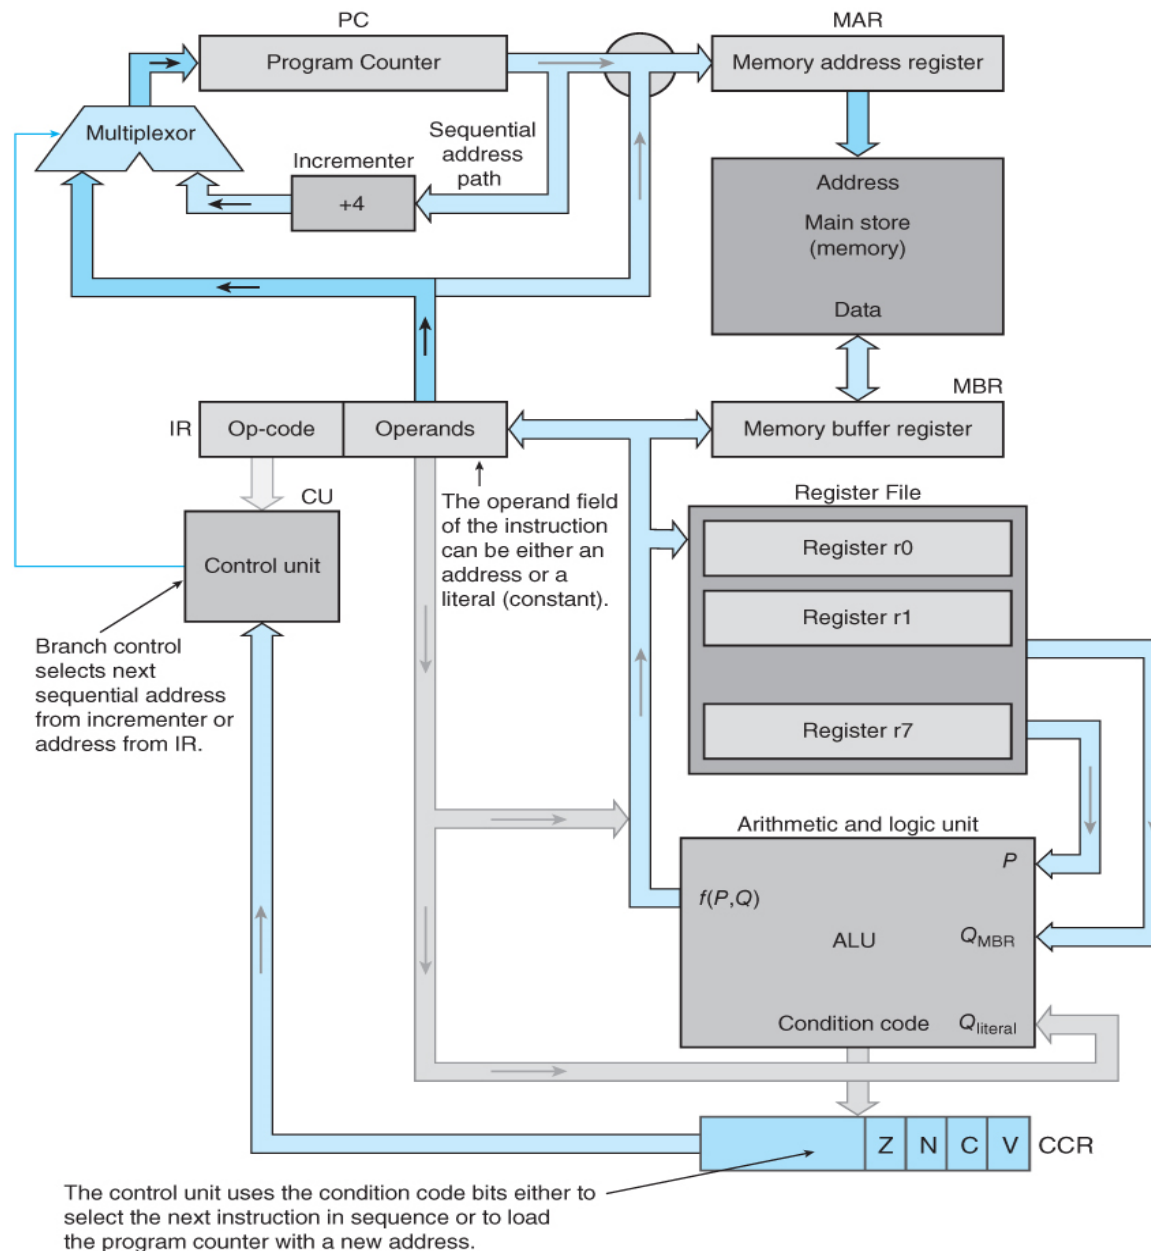 PC
MAR
Program Counter
Memory address register
Multiplexor
Sequential
address
path
Incrementer
+4
Address
Main store
(memory)
Data
MBR
IR
Op-code
Operands
Memory buffer register
CU
The operand field
of the instruction
can be either an
address or a
literal (constant).
Register File
Register r0
Control unit
Register r1
Branch control
selects next
sequential address
from incrementer or
address from IR.
Register r7
Arithmetic and logic unit
P
f(P,Q)
ALU
QMBR
Condition code
Qliteral
Z N C V CCR
The control unit uses the condition code bits either to
select the next instruction in sequence or to load
the program counter with a new address.